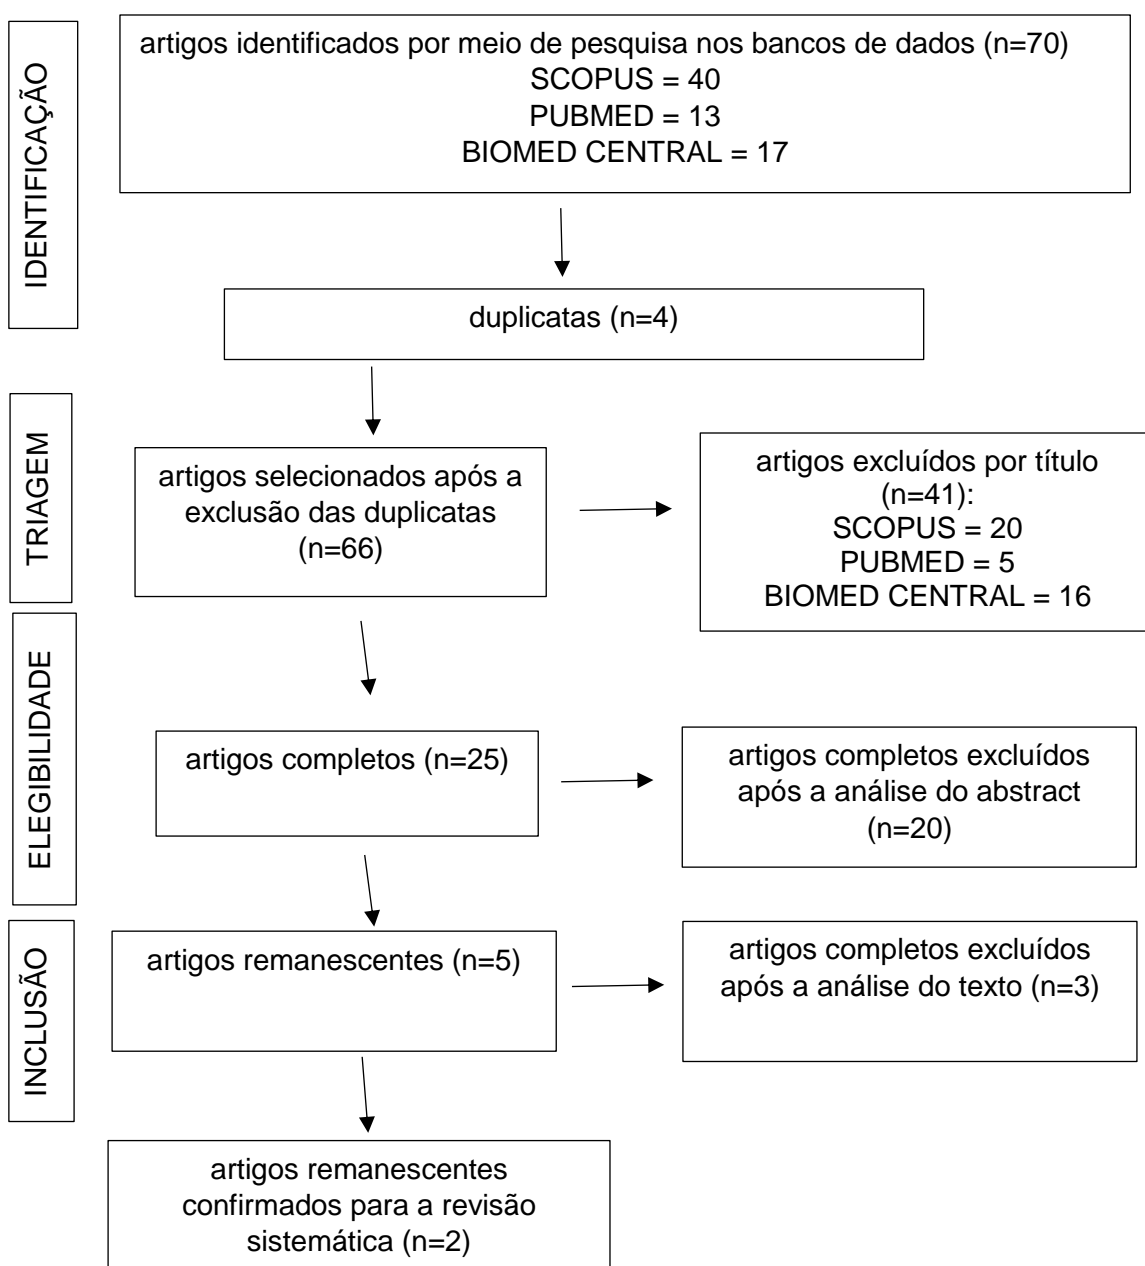 IDENTIFICAÇÃO
artigos identificados por meio de pesquisa nos bancos de dados (n=70)
SCOPUS = 40
PUBMED = 13
BIOMED CENTRAL = 17
duplicatas (n=4)
TRIAGEM
artigos selecionados após a
exclusão das duplicatas
(n=66)
artigos excluídos por título
(n=41):
SCOPUS = 20
PUBMED = 5
BIOMED CENTRAL = 16
ELEGIBILIDADE
artigos completos (n=25)
artigos completos excluídos
após a análise do abstract
(n=20)
INCLUSÃO
artigos remanescentes (n=5)
artigos completos excluídos
após a análise do texto (n=3)
artigos remanescentes
confirmados para a revisão
sistemática (n=2)